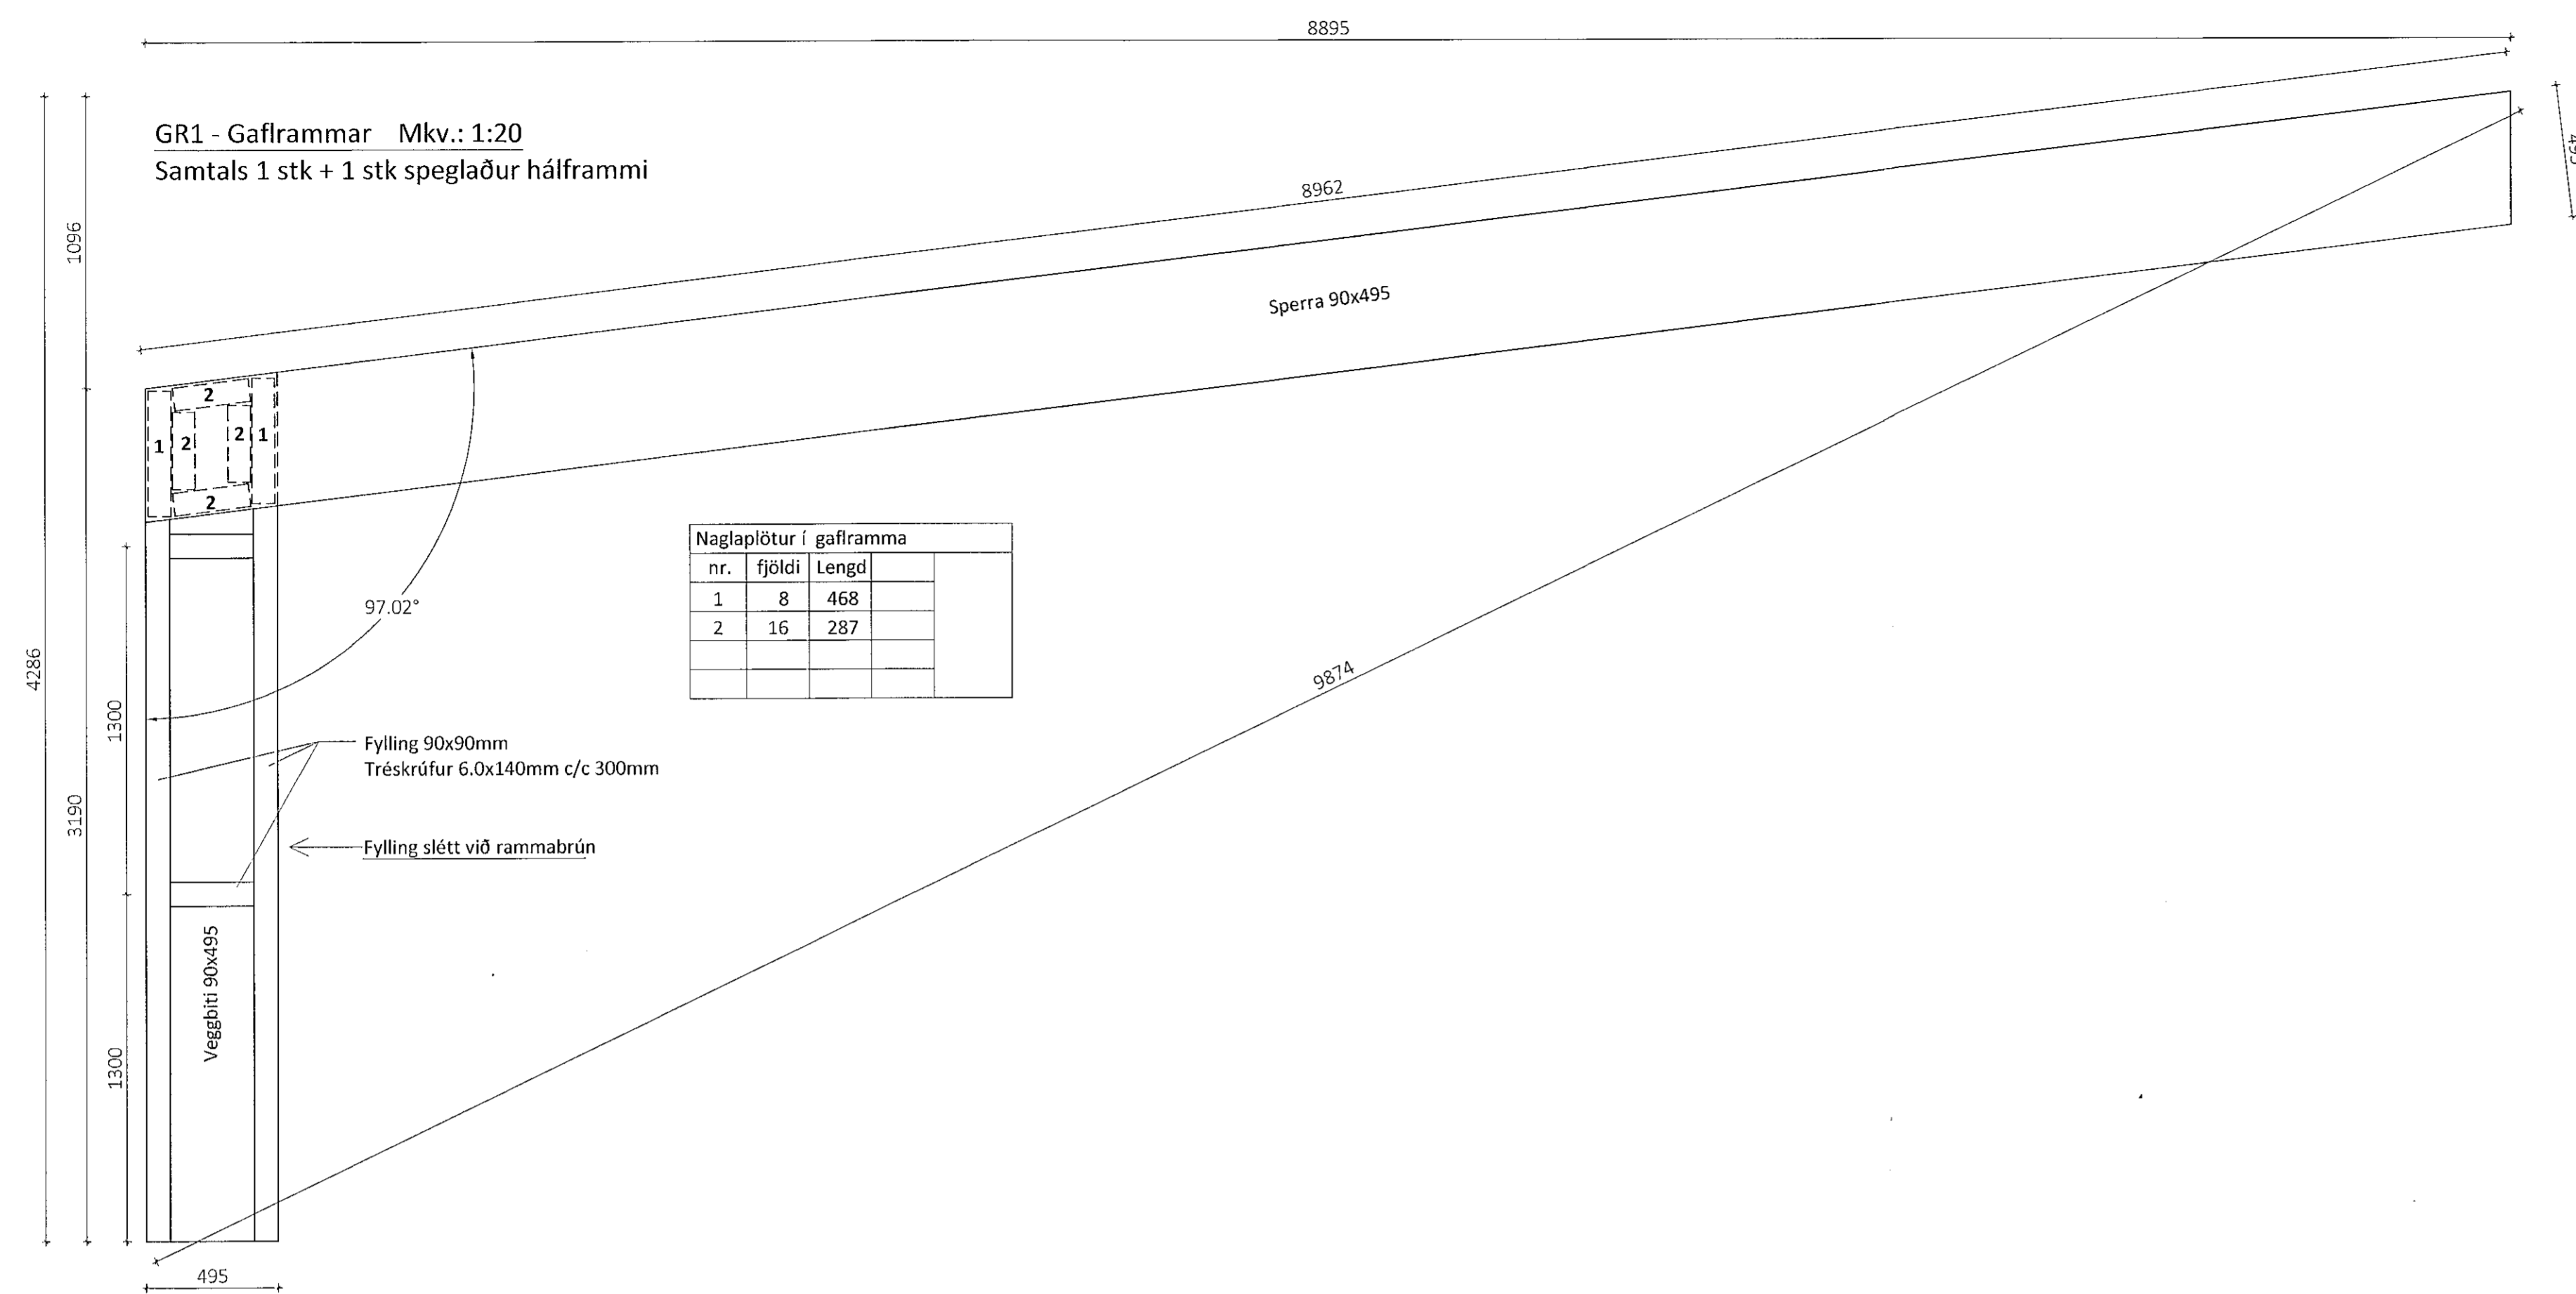 8895
GR1 - Gaflrammar Mkv.: 1:20
Samtals 1 stk + 1 stk speglaður hálframmi
8962
495
1096
Sperra 90x495
2
1
2
2
1
2
Naglaplötur í gaflramma
nr. fjöldi Lengd
1 8 468
2 16 287
97.02°
4286
9874
1300
Fylling 90x90mm
Tréskrúfur 6.0x140mm c/c 300mm
3190
Fylling slétt við rammabrún
Veggbiti 90x495
1300
495